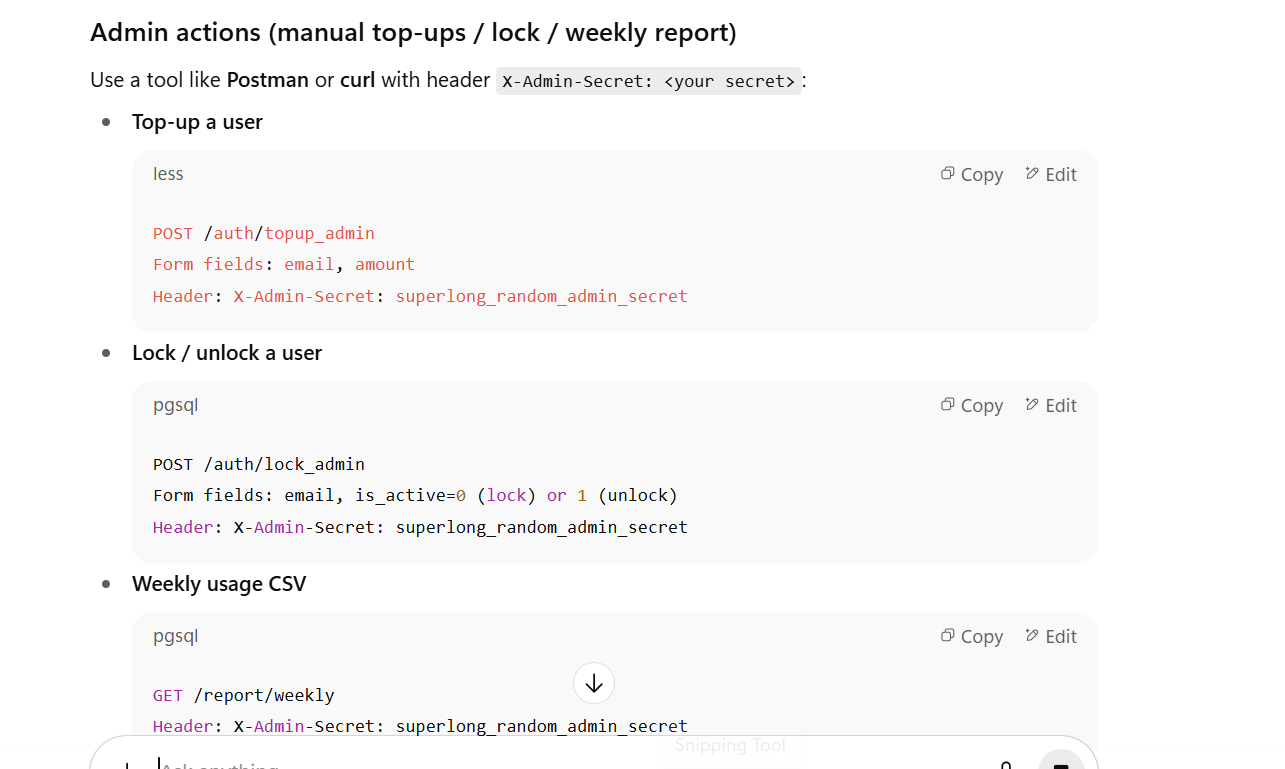 Admin actions (manual top-ups / lock / weekly report)
Use a tool like Postman or curl with header X-Admin-Secret: <your secret>:
Top-up a user
less
Copy
Edit
POST /auth/topup_admin
Form fields: email, amount
Header: X-Admin-Secret: superlong_random_admin_secret
Lock / unlock a user
pgsql
Copy
Edit
POST /auth/lock_admin
Form fields: email, is_active=0 (lock) or 1 (unlock)
Header: X-Admin-Secret: superlong_random_admin_secret
Weekly usage CSV
pgsql
Copy
Edit
GET /report/weekly
Header: X-Admin-Secret: superlong_random_admin_secret
Snipping Tool
Ask anything